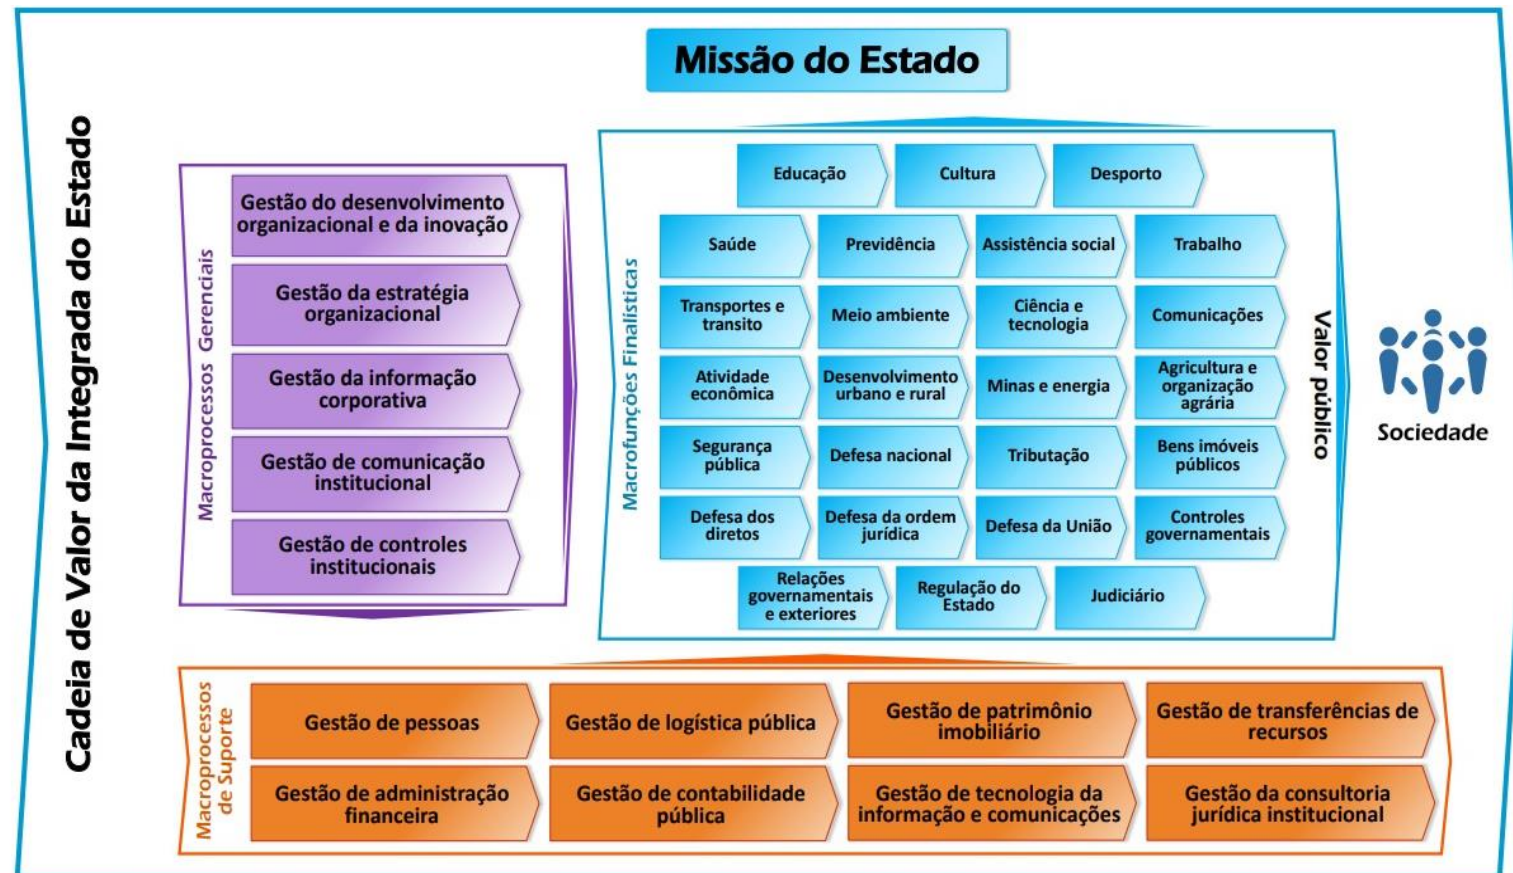 Missão do Estado
Cadeia de Valor da Integrada do Estado
Macroprocessos Gerenciais
Gestão do desenvolvimento
organizacional e da inovação
Gestão da estratégia
organizacional
Gestão da informação
corporativa
Gestão de comunicação
institucional
Gestão de controles
institucionais
Macrofunções Finalísticas
Educação
Cultura
Desporto
Saúde
Previdência
Assistência social
Trabalho
Transportes e
transito
Meio ambiente
Ciência e
tecnologia
Comunicações
Atividade
econômica
Desenvolvimento
urbano e rural
Minas e energia
Agricultura e
organização
agrária
Segurança
pública
Defesa nacional
Tributação
Bens imóveis
públicos
Defesa dos
diretos
Defesa da ordem
jurídica
Defesa da União
Controles
governamentais
Relações
governamentais
e exteriores
Regulação do
Estado
Judiciário
Valor público
Sociedade
Macroprocessos
de Suporte
Gestão de pessoas
Gestão de logística pública
Gestão de patrimônio
imobiliário
Gestão de transferências de
recursos
Gestão de administração
financeira
Gestão de contabilidade
pública
Gestão de tecnologia da
informação e comunicações
Gestão da consultoria
jurídica institucional